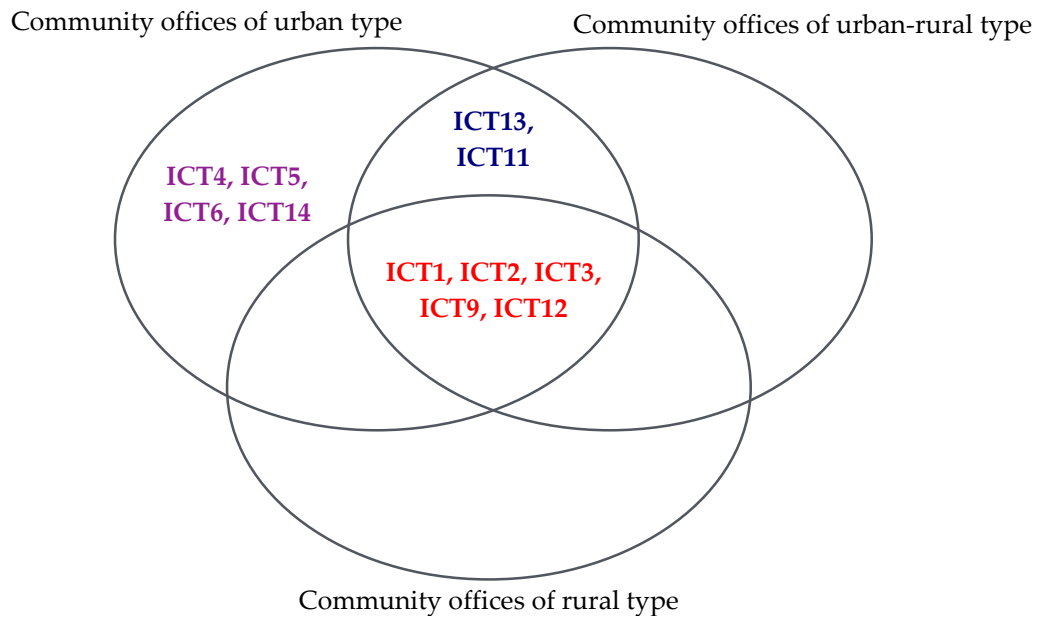 Community offices of urban type
Community offices of urban-rural type
ICT13,
ICT11
ICT4, ICT5,
ICT6, ICT14
ICT1, ICT2, ICT3,
ICT9, ICT12
Community offices of rural type